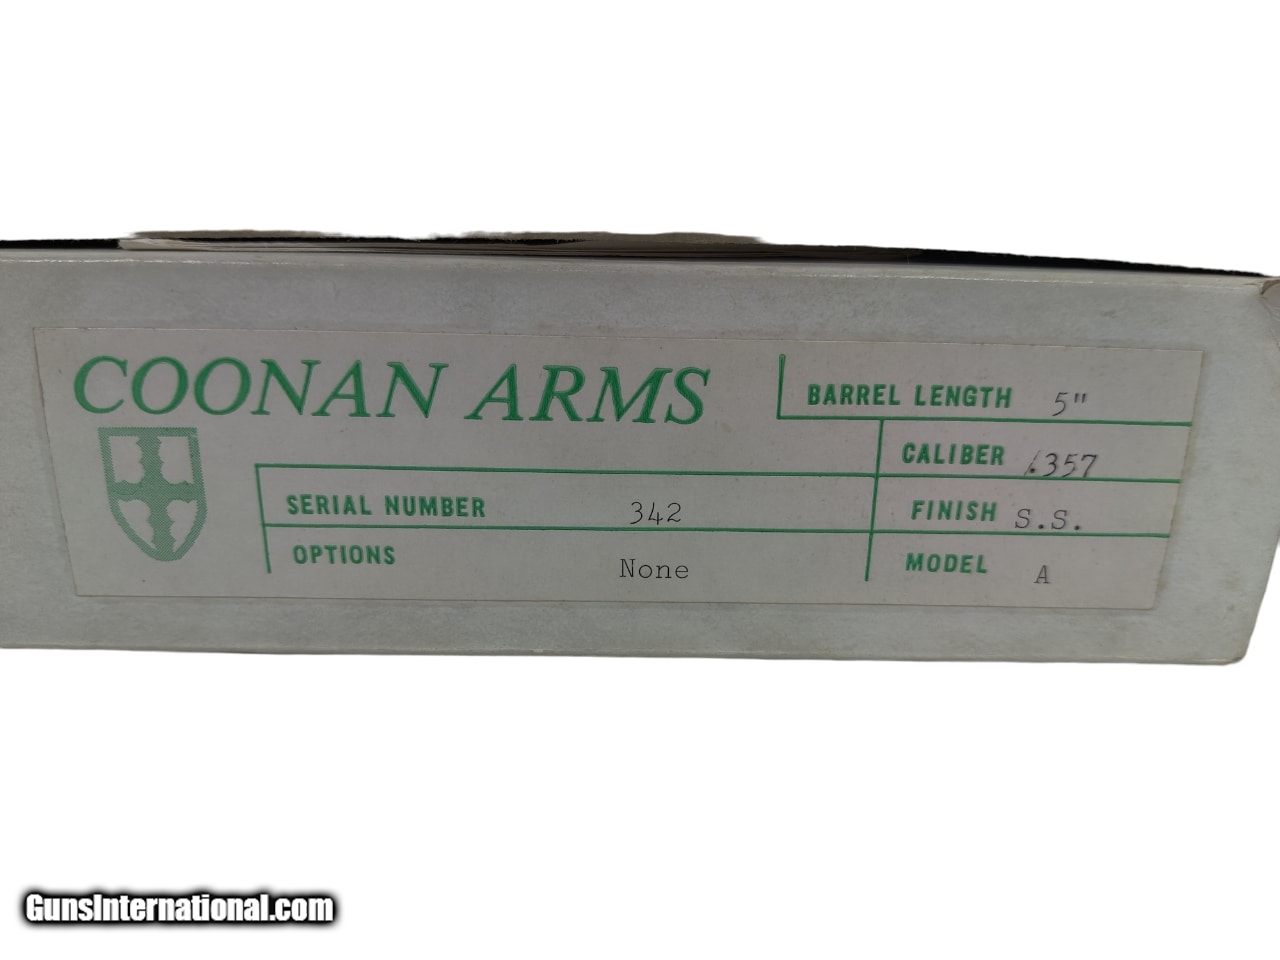 COONAN ARMS
BARREL LENGTH 5"
CALIBER .357
SERIAL NUMBER 342
FINISH S.S.
OPTIONS None
MODEL A
GunsInternational.com